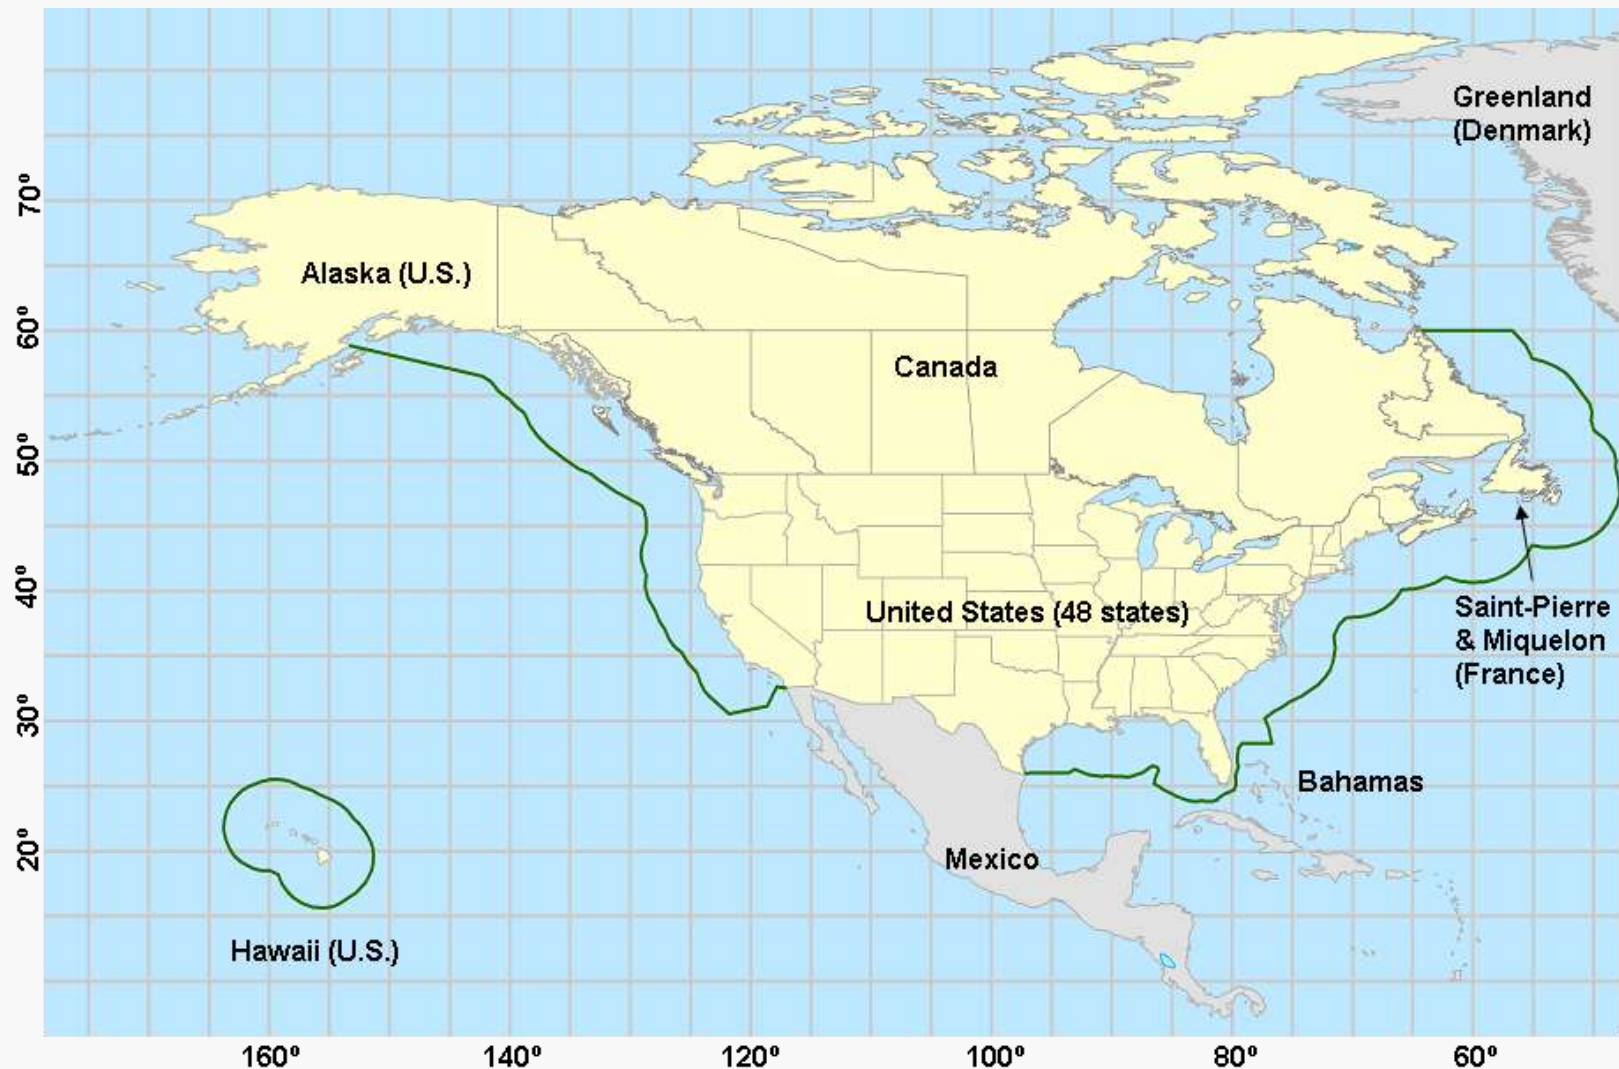 Greenland
(Denmark)
70°
Alaska (U.S.)
60°
Canada
50°
40°
United States (48 states)
Saint-Pierre
& Miquelon
(France)
30°
Bahamas
20°
Mexico
Hawaii (U.S.)
160°
140°
120°
100°
80°
60°